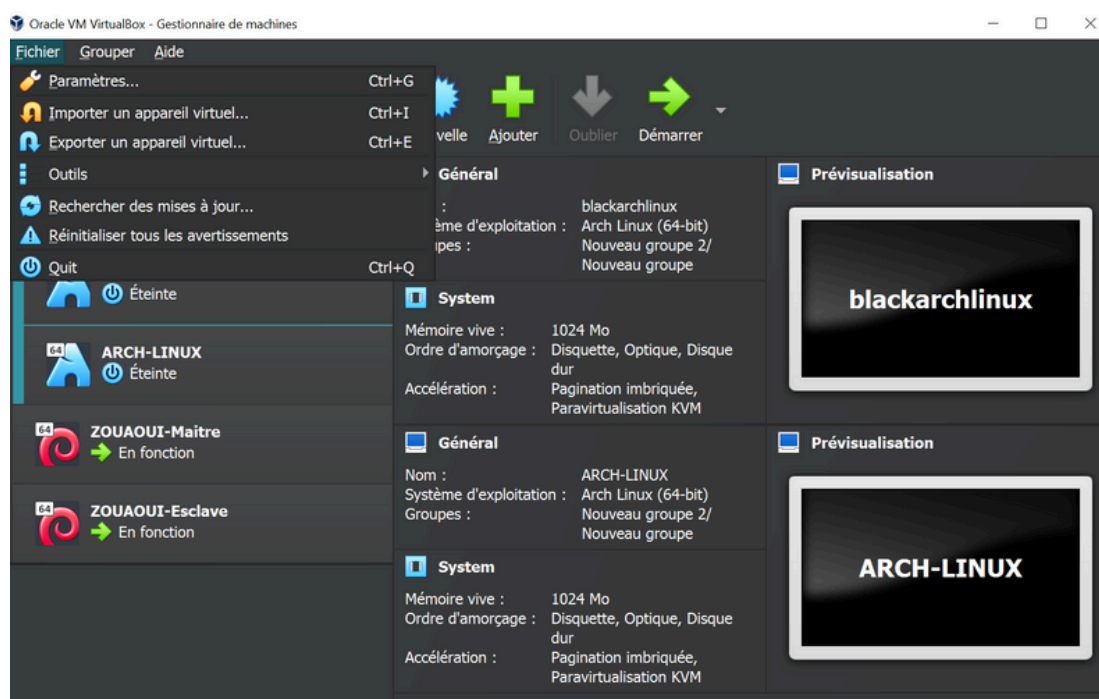 Oracle VM VirtualBox - Gestionnaire de machines
Fichier Grouper Aide
Paramètres... Ctrl+G
Importer un appareil virtuel... Ctrl+I
Exporter un appareil virtuel... Ctrl+E
Outils
Rechercher des mises à jour...
Réinitialiser tous les avertissements
Quit Ctrl+Q
velle Ajouter Oublier Démarrer
Éteinte
64 ARCH-LINUX
Éteinte
64 ZOUAOUI-Maitre
En fonction
64 ZOUAOUI-Esclave
En fonction
Général
: blackarchlinux
ème d'exploitation : Arch Linux (64-bit)
upes : Nouveau groupe 2/
Nouveau groupe
System
Mémoire vive : 1024 Mo
Ordre d'amorçage : Disquette, Optique, Disque
dur
Accélération : Pagination imbriquée,
Paravirtualisation KVM
Prévisualisation
blackarchlinux
Général
Nom : ARCH-LINUX
Système d'exploitation : Arch Linux (64-bit)
Groupes : Nouveau groupe 2/
Nouveau groupe
System
Mémoire vive : 1024 Mo
Ordre d'amorçage : Disquette, Optique, Disque
dur
Accélération : Pagination imbriquée,
Paravirtualisation KVM
Prévisualisation
ARCH-LINUX